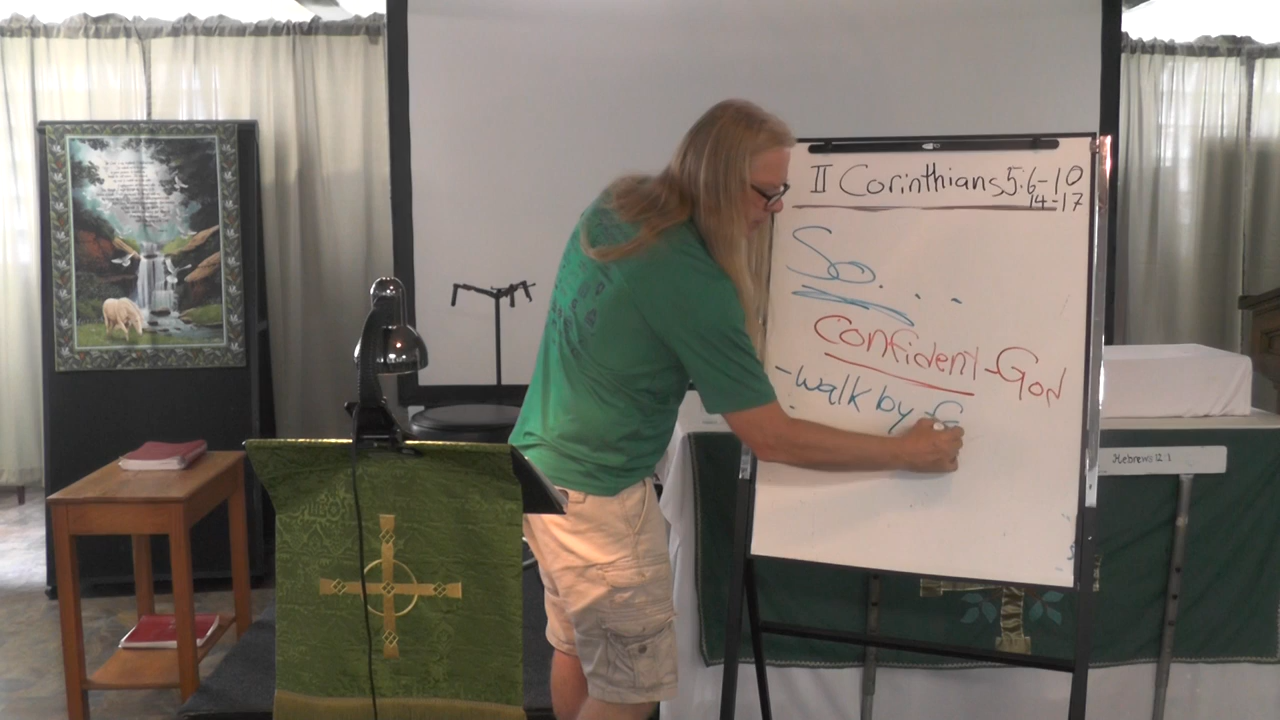 II Corinthians 5:6-10
14-17
So....
Confident-God
-walk by f
Hebrews 12:1